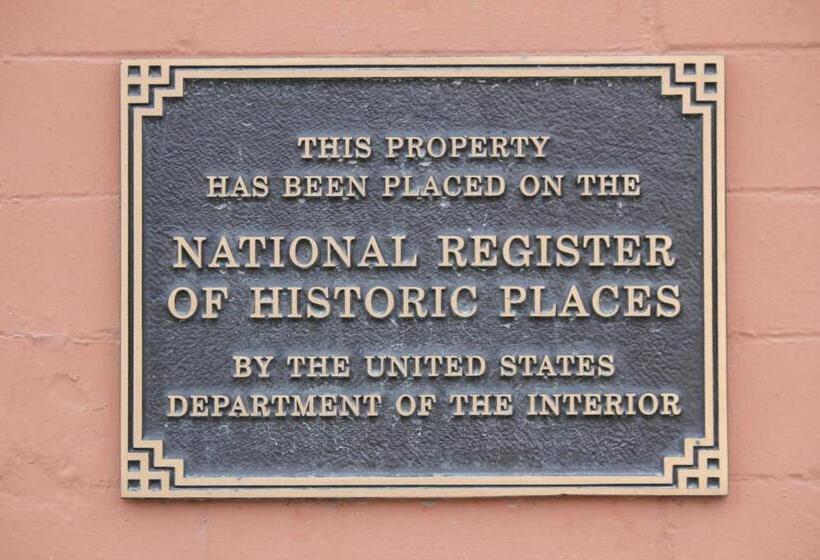 THIS PROPERTY
HAS BEEN PLACED ON THE
NATIONAL REGISTER
OF HISTORIC PLACES
BY THE UNITED STATES
DEPARTMENT OF THE INTERIOR